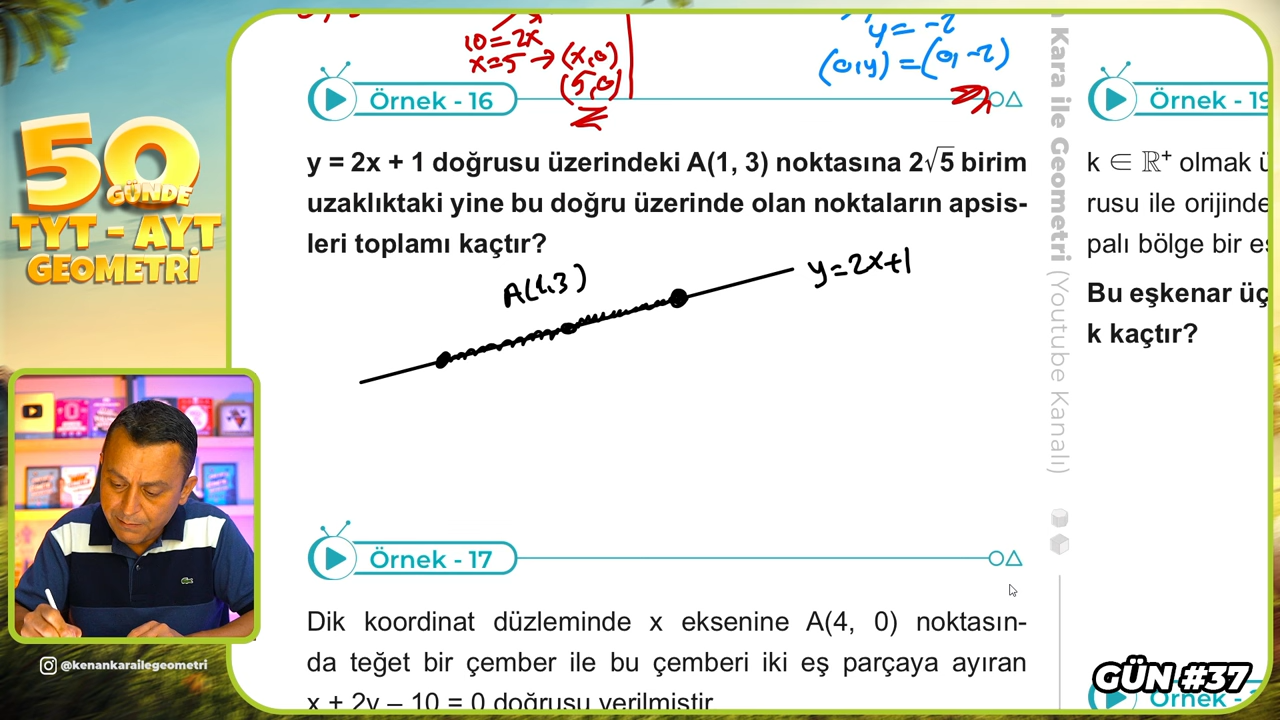 10 = 2x
x = 5 → (x,0)
(5,0)
y = -2
(0,y) = (0,-2)
Örnek - 16
y = 2x + 1 doğrusu üzerindeki A(1, 3) noktasına 2√5 birim
uzaklıktaki yine bu doğru üzerinde olan noktaların apsis-
leri toplamı kaçtır?
A(1,3)
y=2x+1
Örnek - 17
Dik koordinat düzleminde x eksenine A(4, 0) noktasın-
da teğet bir çember ile bu çemberi iki eş parçaya ayıran
x + 2y – 10 = 0 doğrusu verilmiştir
Kara ile Geometri (Youtube Kanalı)
Örnek - 19
k ∈ ℝ⁺ olmak ü
rusu ile orijinde
palı bölge bir eş
Bu eşkenar üç
k kaçtır?
50
GÜNDE
TYT - AYT
GEOMETRİ
@kenankarailegeometri
GÜN #37